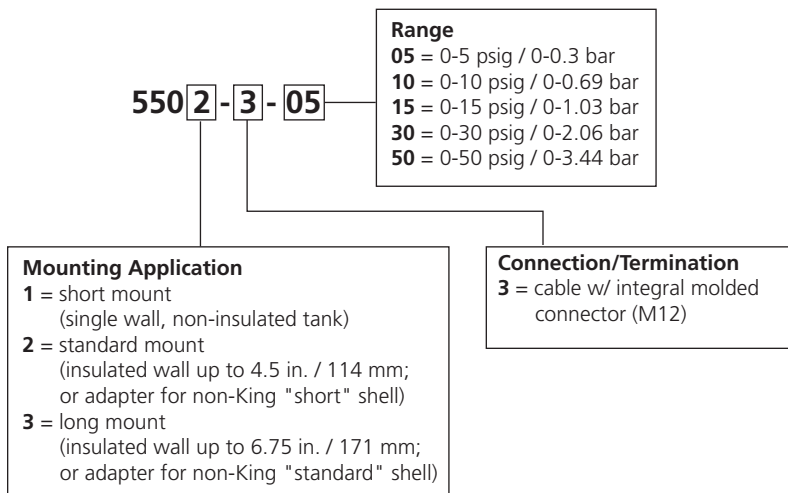 Range
05 = 0-5 psig / 0-0.3 bar
10 = 0-10 psig / 0-0.69 bar
15 = 0-15 psig / 0-1.03 bar
30 = 0-30 psig / 0-2.06 bar
50 = 0-50 psig / 0-3.44 bar
550 2 - 3 - 05
Mounting Application
1 = short mount
(single wall, non-insulated tank)
2 = standard mount
(insulated wall up to 4.5 in. / 114 mm;
or adapter for non-King "short" shell)
3 = long mount
(insulated wall up to 6.75 in. / 171 mm;
or adapter for non-King "standard" shell)
Connection/Termination
3 = cable w/ integral molded
connector (M12)